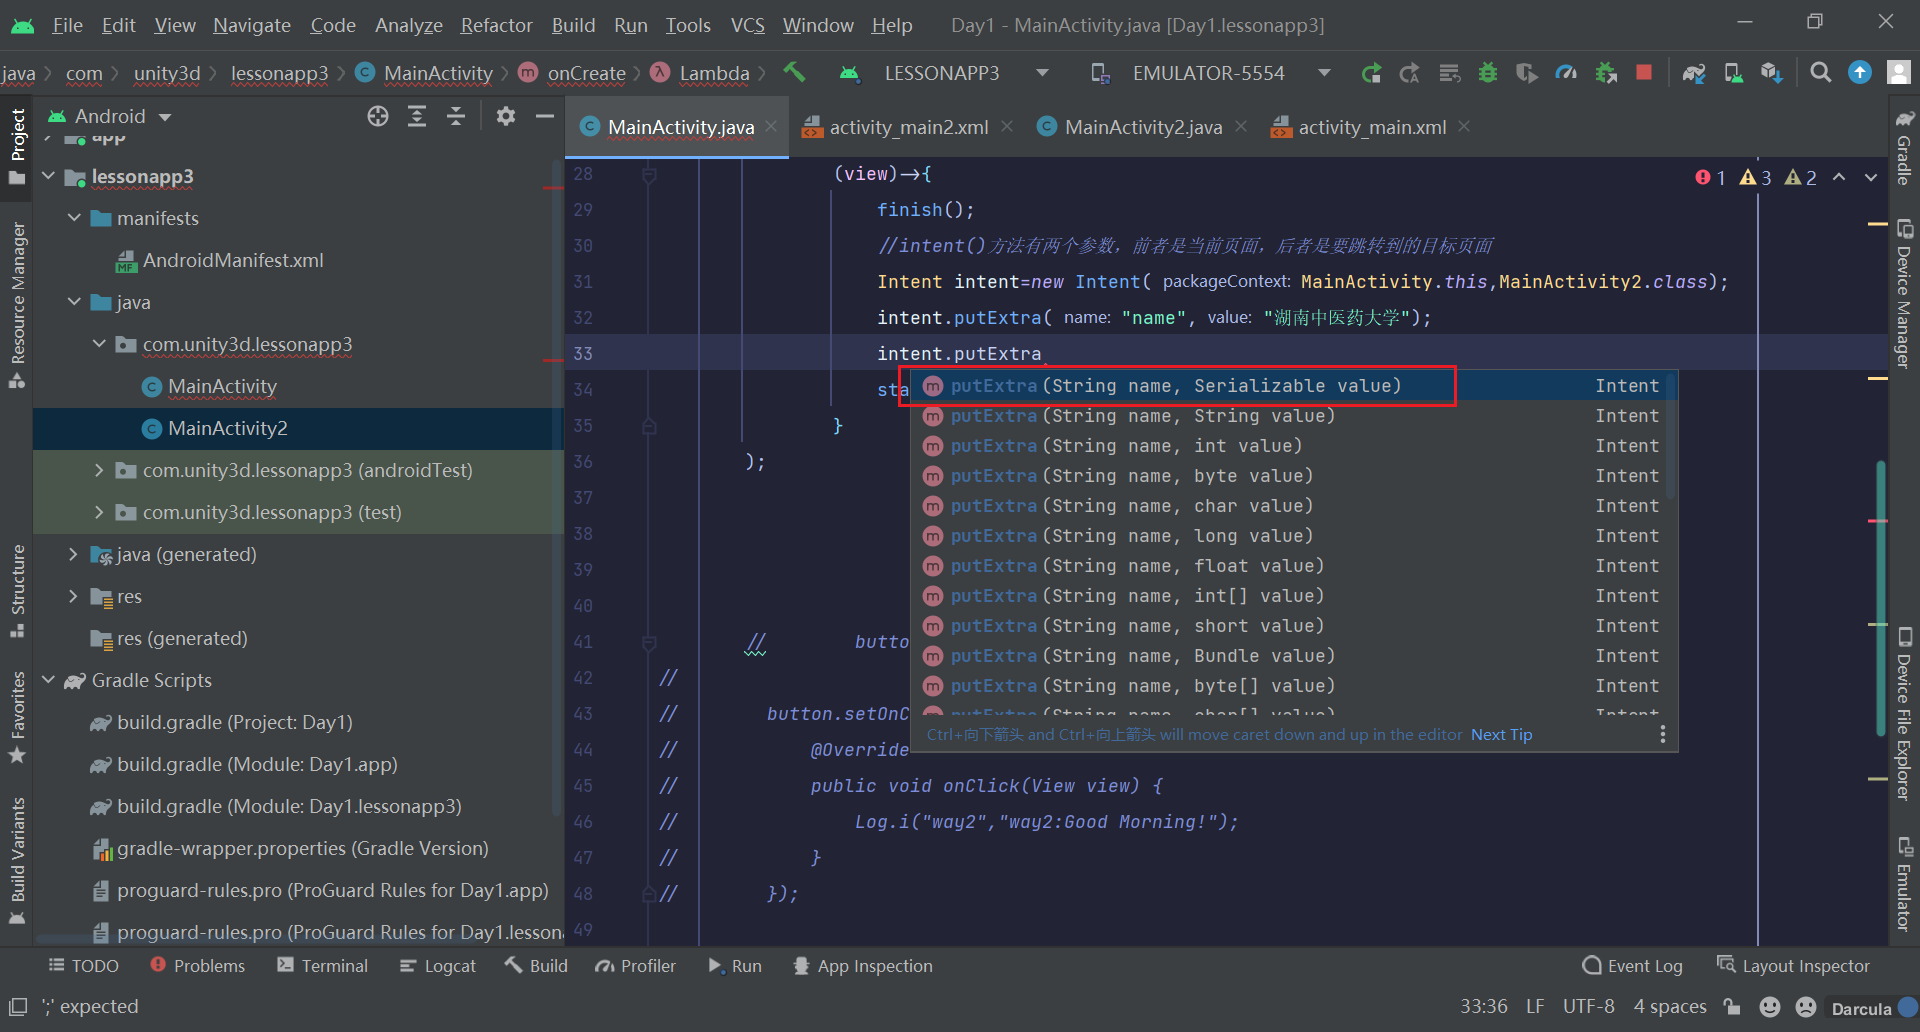 File Edit View Navigate Code Analyze Refactor Build Run Tools VCS Window Help Day1 - MainActivity.java [Day1.lessonapp3]
java com unity3d lessonapp3 MainActivity onCreate Lambda LESSONAPP3 EMULATOR-5554
Project
Resource Manager
Structure
Favorites
Build Variants
Android
app
lessonapp3
manifests
AndroidManifest.xml
java
com.unity3d.lessonapp3
MainActivity
MainActivity2
com.unity3d.lessonapp3 (androidTest)
com.unity3d.lessonapp3 (test)
java (generated)
res
res (generated)
Gradle Scripts
build.gradle (Project: Day1)
build.gradle (Module: Day1.app)
build.gradle (Module: Day1.lessonapp3)
gradle-wrapper.properties (Gradle Version)
proguard-rules.pro (ProGuard Rules for Day1.app)
proguard-rules.pro (ProGuard Rules for Day1.lesson
MainActivity.java activity_main2.xml MainActivity2.java activity_main.xml
1 3 2
28 (view)->{
29 finish();
30 //intent()方法有两个参数，前者是当前页面，后者是要跳转到的目标页面
31 Intent intent=new Intent( packageContext: MainActivity.this,MainActivity2.class);
32 intent.putExtra( name: "name", value: "湖南中医药大学");
33 intent.putExtra
34 sta
35 }
36 );
37
38
39
40
41 // butto
42 //
43 // button.setOnC
44 // @Override
45 // public void onClick(View view) {
46 // Log.i("way2","way2:Good Morning!");
47 // }
48 // });
49
putExtra(String name, Serializable value) Intent
putExtra(String name, String value) Intent
putExtra(String name, int value) Intent
putExtra(String name, byte value) Intent
putExtra(String name, char value) Intent
putExtra(String name, long value) Intent
putExtra(String name, float value) Intent
putExtra(String name, int[] value) Intent
putExtra(String name, short value) Intent
putExtra(String name, Bundle value) Intent
putExtra(String name, byte[] value) Intent
putExtra(String name, char[] value) Intent
Ctrl+向下箭头 and Ctrl+向上箭头 will move caret down and up in the editor Next Tip
Gradle
Device Manager
Device File Explorer
Emulator
TODO Problems Terminal Logcat Build Profiler Run App Inspection Event Log Layout Inspector
';' expected 33:36 LF UTF-8 4 spaces Darcula